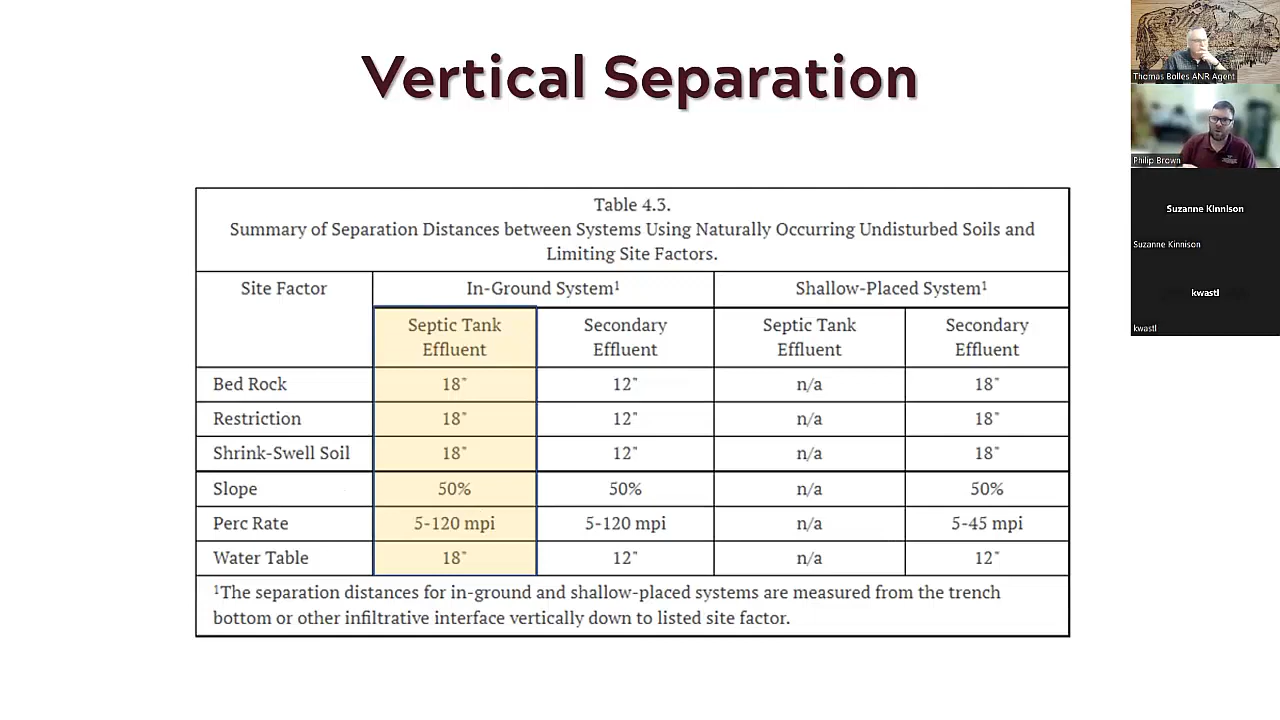 Vertical Separation
Table 4.3.
Summary of Separation Distances between Systems Using Naturally Occurring Undisturbed Soils and
Limiting Site Factors.
Site Factor In-Ground System¹ Shallow-Placed System¹
Septic Tank Effluent Secondary Effluent Septic Tank Effluent Secondary Effluent
Bed Rock 18" 12" n/a 18"
Restriction 18" 12" n/a 18"
Shrink-Swell Soil 18" 12" n/a 18"
Slope 50% 50% n/a 50%
Perc Rate 5-120 mpi 5-120 mpi n/a 5-45 mpi
Water Table 18" 12" n/a 12"
¹The separation distances for in-ground and shallow-placed systems are measured from the trench
bottom or other infiltrative interface vertically down to listed site factor.
Thomas Bolles ANR Agent
Philip Brown
Suzanne Kinnison
Suzanne Kinnison
kwastl
kwastl